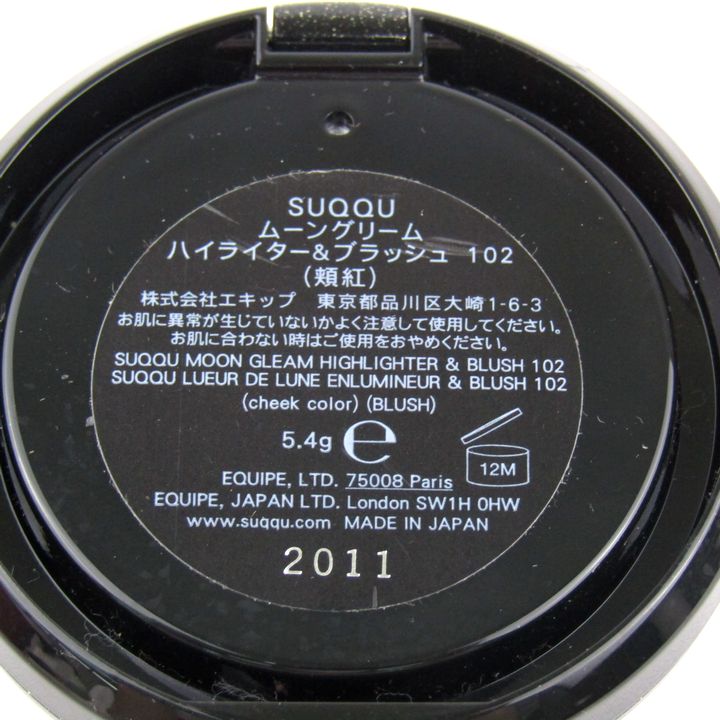 SUQQU
ムーングリーム
ハイライター&ブラッシュ 102
(頬紅)
株式会社エキップ 東京都品川区大崎1-6-3
お肌に異常が生じていないかよく注意して使用してください。
お肌に合わない時はご使用をおやめください。
SUQQU MOON GLEAM HIGHLIGHTER & BLUSH 102
SUQQU LUEUR DE LUNE ENLUMINEUR & BLUSH 102
(cheek color) (BLUSH)
5.4g ℮ 12M
EQUIPE, LTD. 75008 Paris
EQUIPE, JAPAN LTD. London SW1H 0HW
www.suqqu.com MADE IN JAPAN
2011